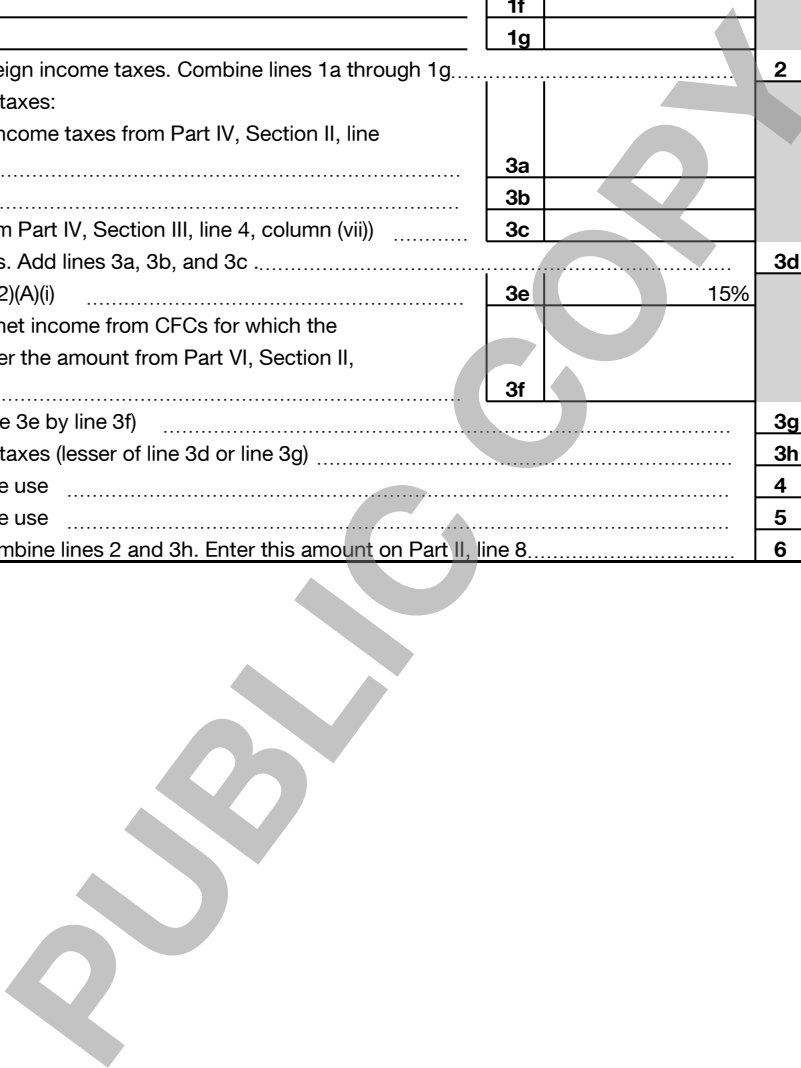 1f
1g
eign income taxes. Combine lines 1a through 1g 2
taxes:
ncome taxes from Part IV, Section II, line
3a
3b
m Part IV, Section III, line 4, column (vii)) 3c
s. Add lines 3a, 3b, and 3c . 3d
2)(A)(i) 3e 15%
net income from CFCs for which the
er the amount from Part VI, Section II,
3f
e 3e by line 3f) 3g
taxes (lesser of line 3d or line 3g) 3h
e use 4
e use 5
mbine lines 2 and 3h. Enter this amount on Part II, line 8 6
PUBLIC COPY